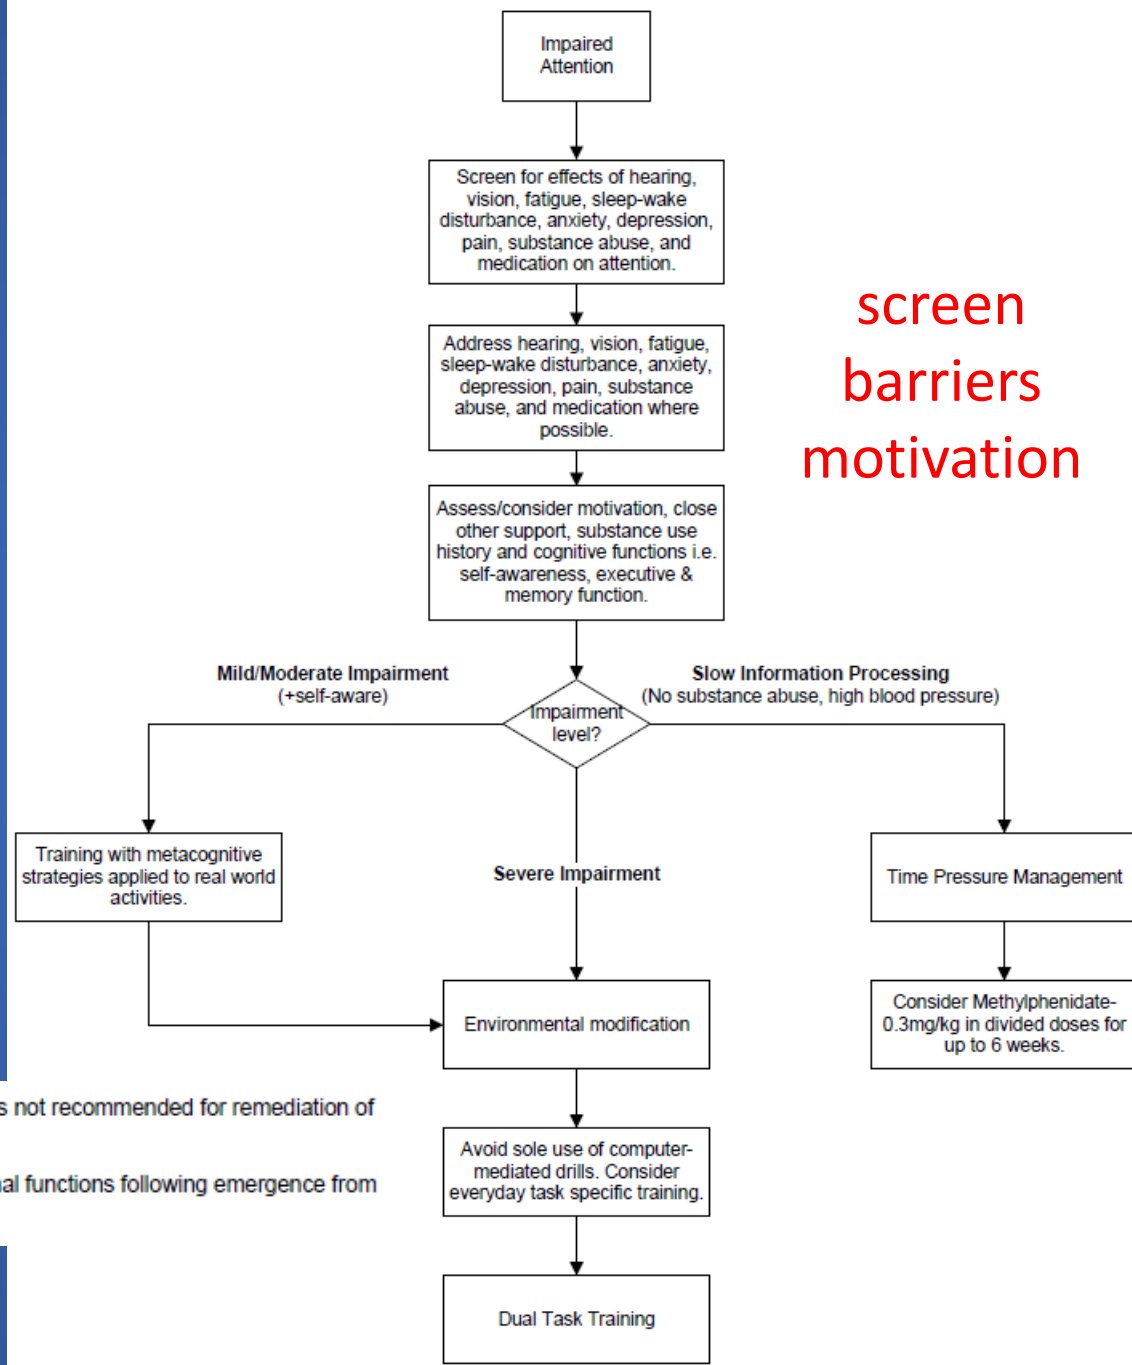 Impaired
Attention
Screen for effects of hearing,
vision, fatigue, sleep-wake
disturbance, anxiety, depression,
pain, substance abuse, and
medication on attention.
screen
barriers
motivation
Address hearing, vision, fatigue,
sleep-wake disturbance, anxiety,
depression, pain, substance
abuse, and medication where
possible.
Assess/consider motivation, close
other support, substance use
history and cognitive functions i.e.
self-awareness, executive &
memory function.
Mild/Moderate Impairment
(+self-aware)
Impairment
level?
Slow Information Processing
(No substance abuse, high blood pressure)
Training with metacognitive
strategies applied to real world
activities.
Severe Impairment
Time Pressure Management
Environmental modification
Consider Methylphenidate-
0.3mg/kg in divided doses for
up to 6 weeks.
not recommended for remediation of
functions following emergence from
Avoid sole use of computer-
mediated drills. Consider
everyday task specific training.
Dual Task Training